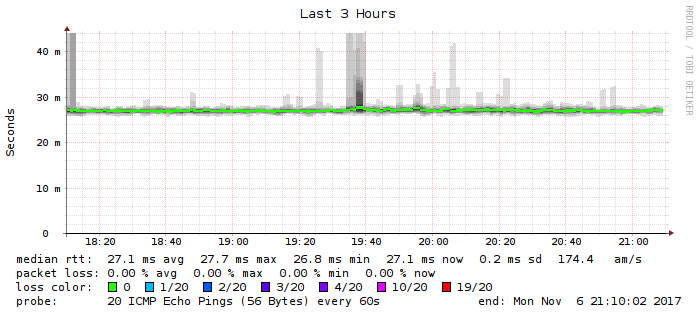 Last 3 Hours
RRDTOOL / TOBI OETIKER
Seconds
40 m
30 m
20 m
10 m
0
18:20 18:40 19:00 19:20 19:40 20:00 20:20 20:40 21:00
median rtt: 27.1 ms avg 27.7 ms max 26.8 ms min 27.1 ms now 0.2 ms sd 174.4 am/s
packet loss: 0.00 % avg 0.00 % max 0.00 % min 0.00 % now
loss color: 0 1/20 2/20 3/20 4/20 10/20 19/20
probe: 20 ICMP Echo Pings (56 Bytes) every 60s end: Mon Nov 6 21:10:02 2017